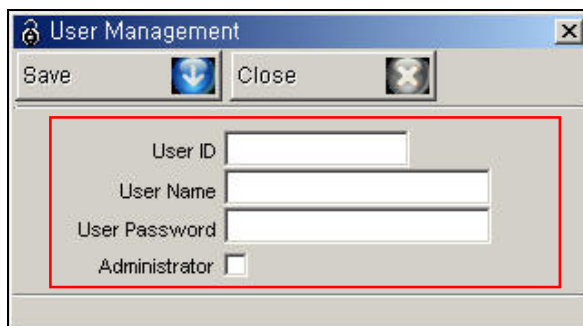 User Management
Save Close
User ID
User Name
User Password
Administrator